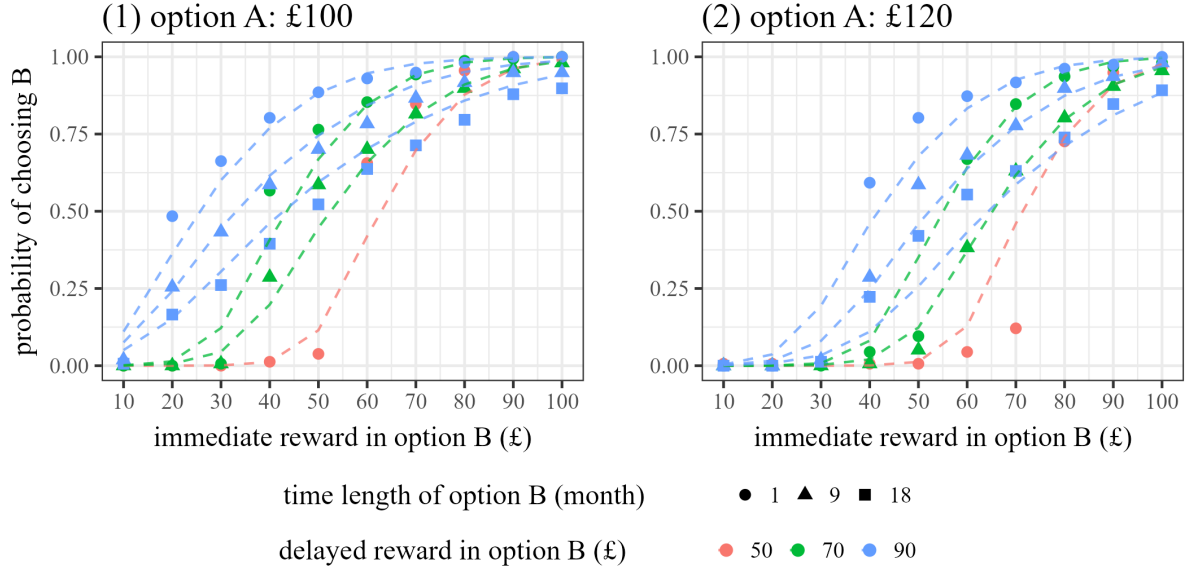 (1) option A: £100
(2) option A: £120
probability of choosing B
1.00
0.75
0.50
0.25
0.00
10 20 30 40 50 60 70 80 90 100
immediate reward in option B (£)
1.00
0.75
0.50
0.25
0.00
10 20 30 40 50 60 70 80 90 100
immediate reward in option B (£)
time length of option B (month) 1 9 18
delayed reward in option B (£) 50 70 90